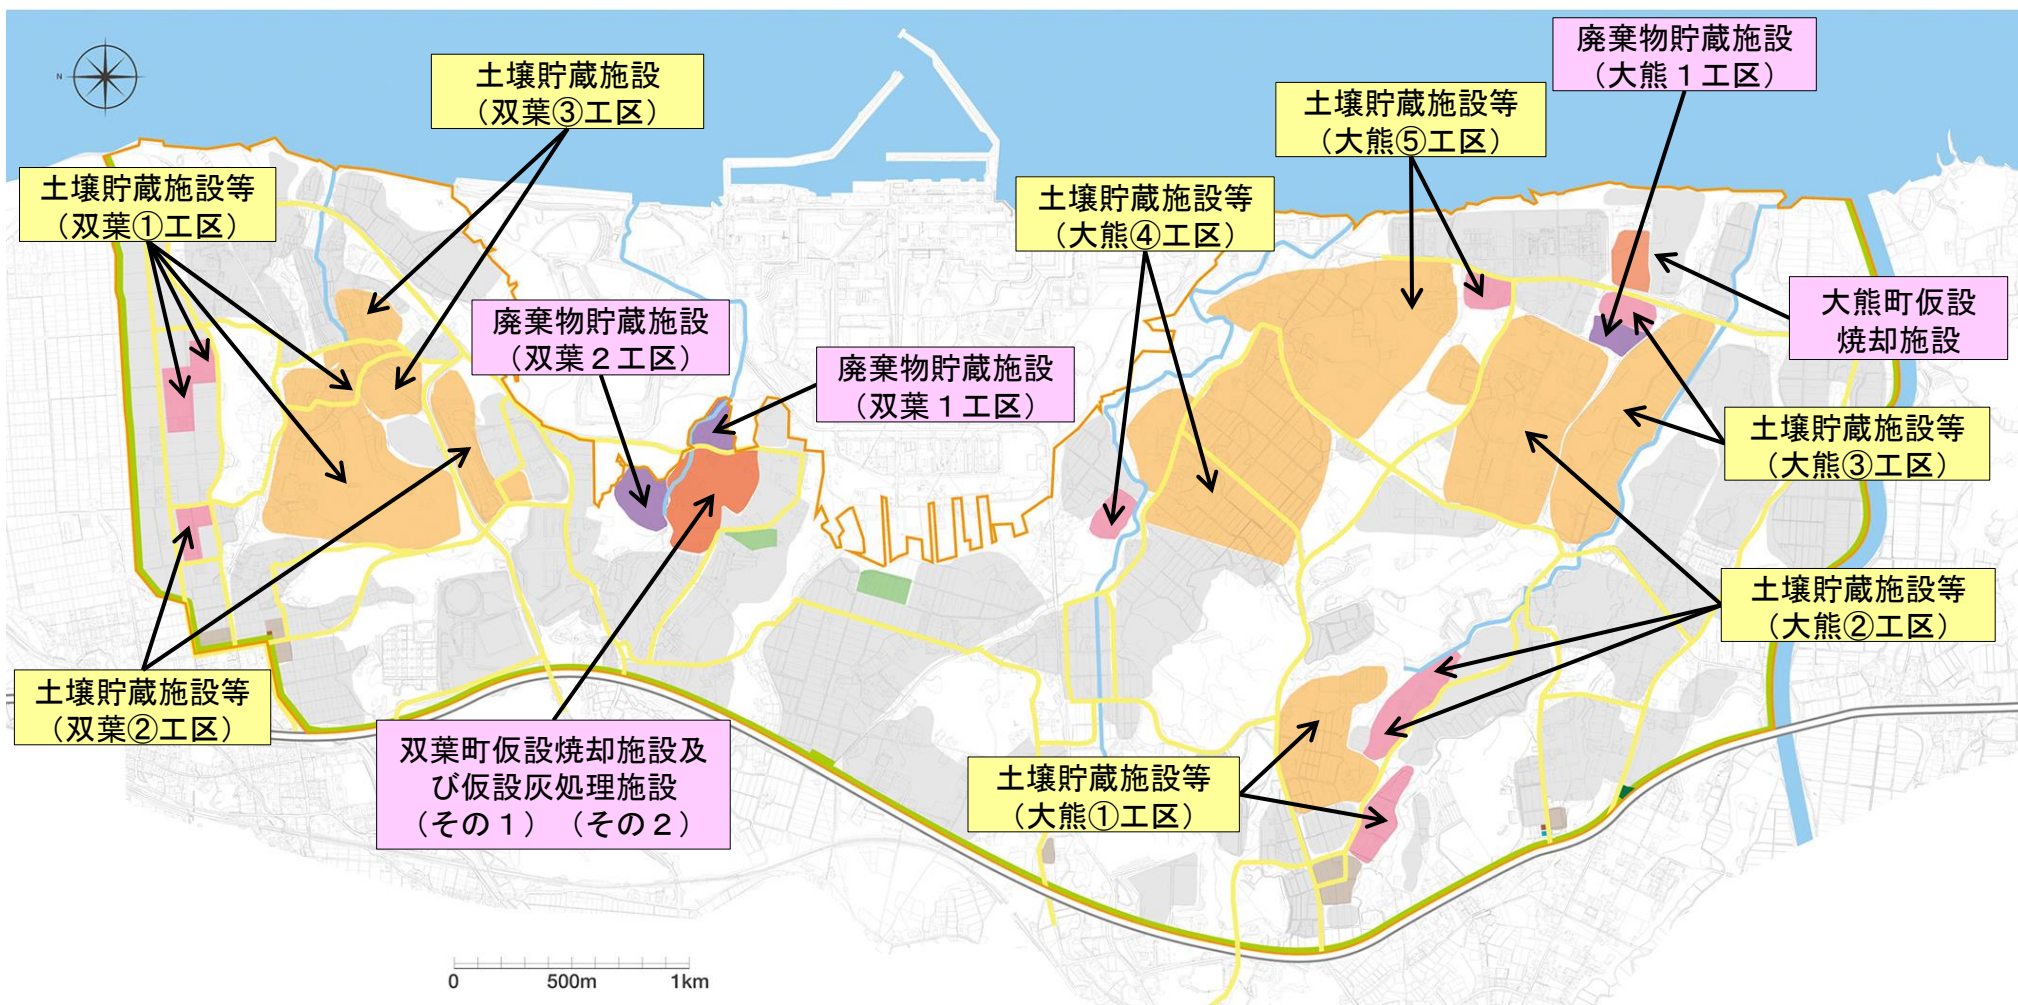 N
土壌貯蔵施設
（双葉③工区）
廃棄物貯蔵施設
（大熊１工区）
土壌貯蔵施設等
（大熊⑤工区）
土壌貯蔵施設等
（双葉①工区）
土壌貯蔵施設等
（大熊④工区）
廃棄物貯蔵施設
（双葉２工区）
大熊町仮設
焼却施設
廃棄物貯蔵施設
（双葉１工区）
土壌貯蔵施設等
（大熊③工区）
土壌貯蔵施設等
（大熊②工区）
土壌貯蔵施設等
（双葉②工区）
双葉町仮設焼却施設及
び仮設灰処理施設
（その１）（その２）
土壌貯蔵施設等
（大熊①工区）
0 500m 1km